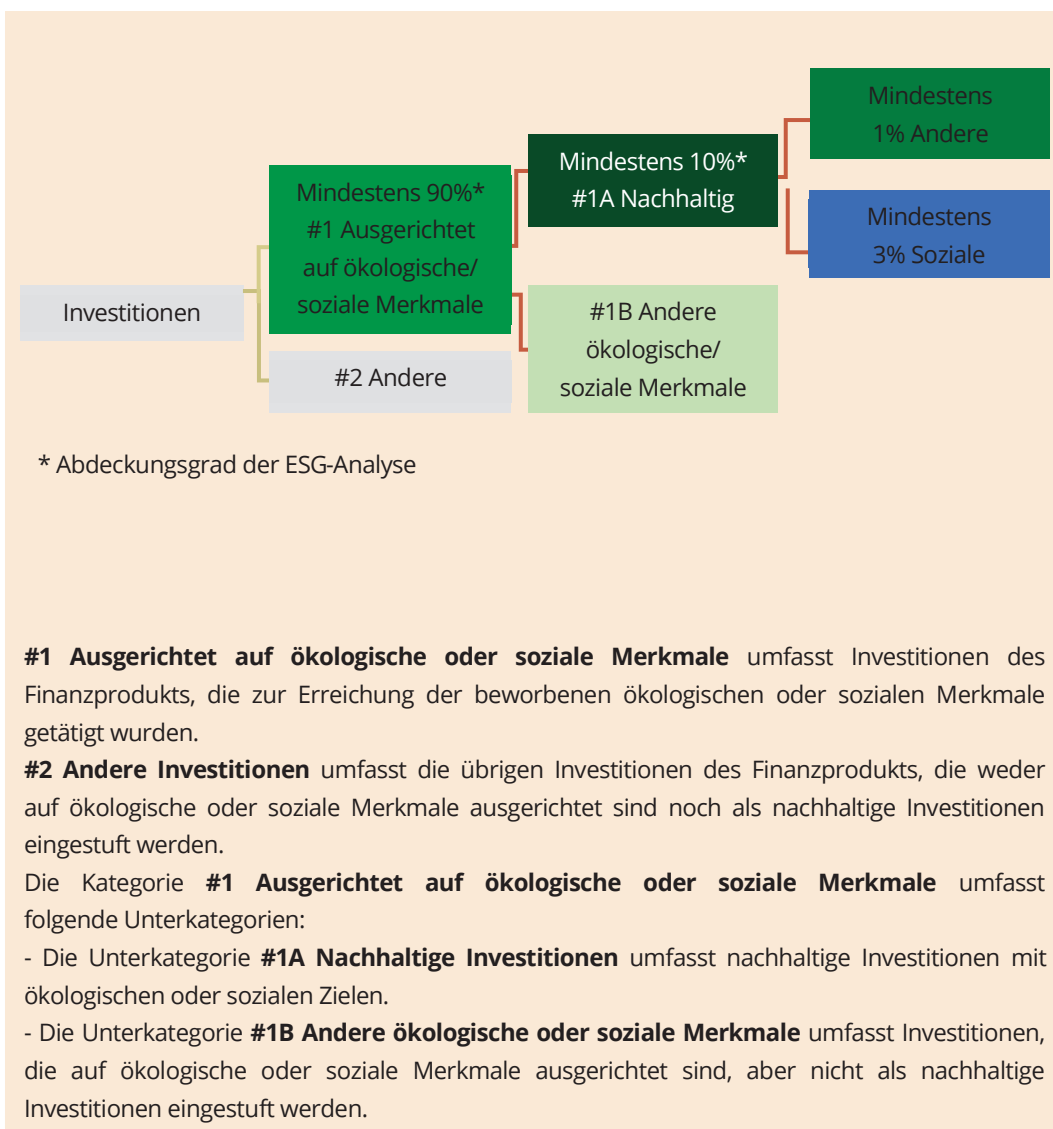 Mindestens
1% Andere
Mindestens 10%*
#1A Nachhaltig
Mindestens 90%*
#1 Ausgerichtet
auf ökologische/
soziale Merkmale
Mindestens
3% Soziale
Investitionen
#1B Andere
ökologische/
soziale Merkmale
#2 Andere
* Abdeckungsgrad der ESG-Analyse
#1 Ausgerichtet auf ökologische oder soziale Merkmale umfasst Investitionen des
Finanzprodukts, die zur Erreichung der beworbenen ökologischen oder sozialen Merkmale
getätigt wurden.
#2 Andere Investitionen umfasst die übrigen Investitionen des Finanzprodukts, die weder
auf ökologische oder soziale Merkmale ausgerichtet sind noch als nachhaltige Investitionen
eingestuft werden.
Die Kategorie #1 Ausgerichtet auf ökologische oder soziale Merkmale umfasst
folgende Unterkategorien:
- Die Unterkategorie #1A Nachhaltige Investitionen umfasst nachhaltige Investitionen mit
ökologischen oder sozialen Zielen.
- Die Unterkategorie #1B Andere ökologische oder soziale Merkmale umfasst Investitionen,
die auf ökologische oder soziale Merkmale ausgerichtet sind, aber nicht als nachhaltige
Investitionen eingestuft werden.